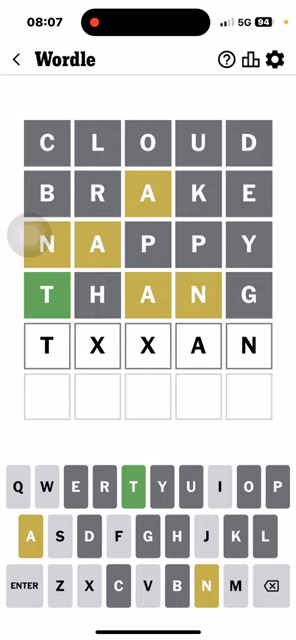 08:07
5G 94
Wordle
C L O U D
B R A K E
N A P P Y
T H A N G
T X X A N
Q W E R T Y U I O P
A S D F G H J K L
ENTER Z X C V B N M